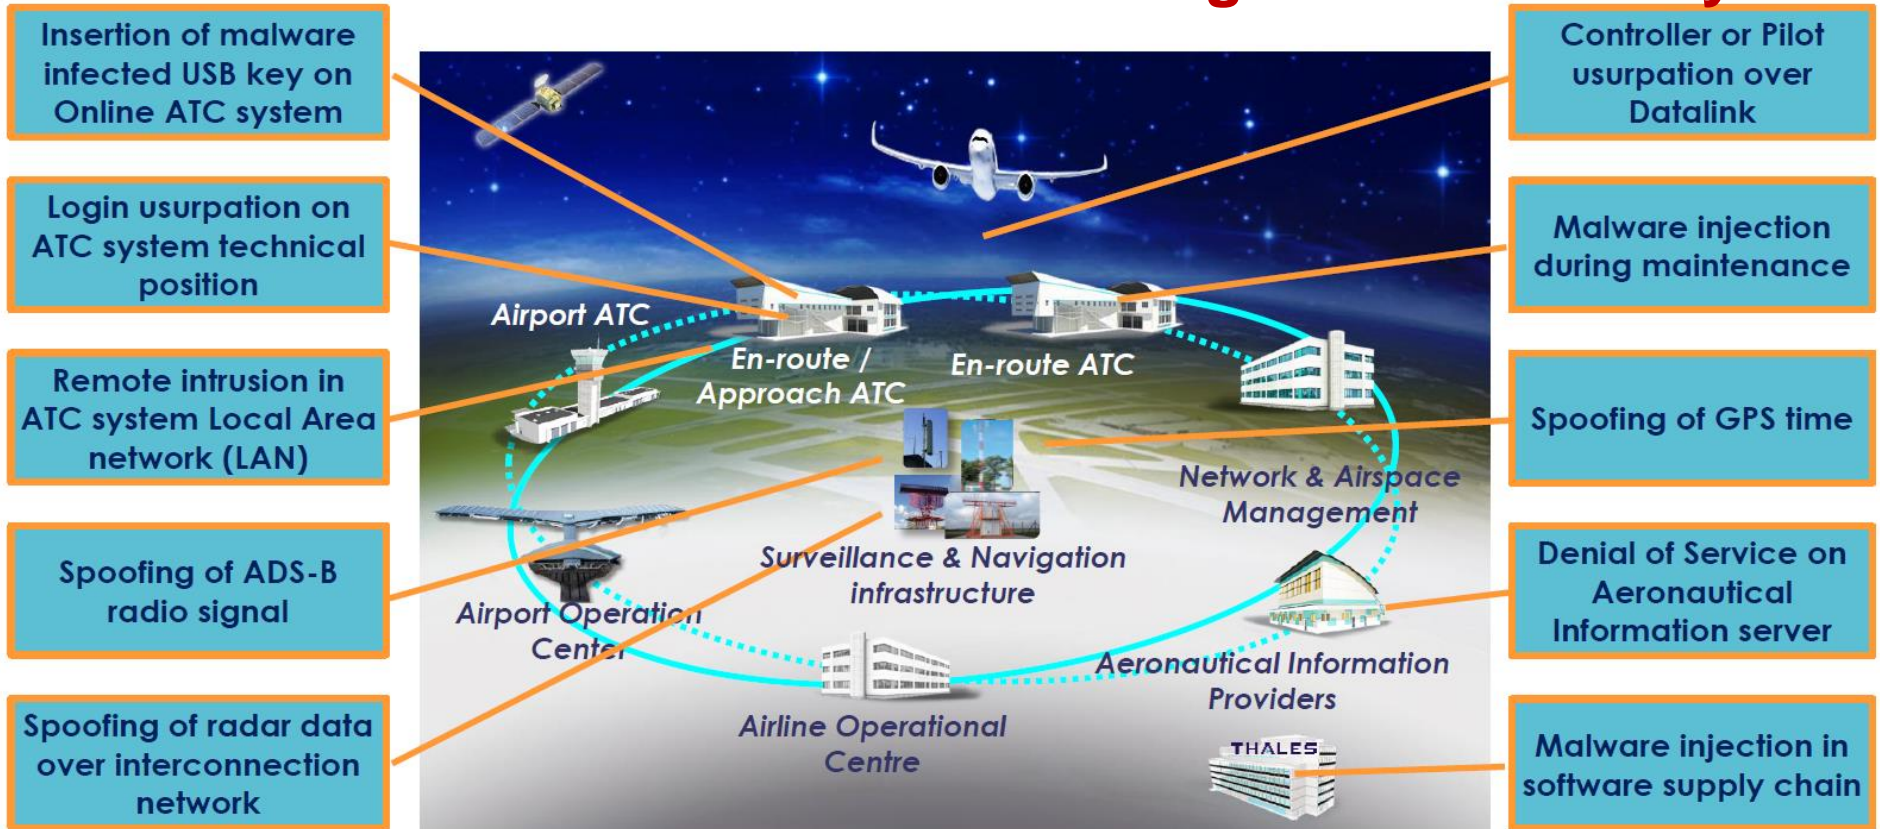 Insertion of malware
infected USB key on
Online ATC system
Login usurpation on
ATC system technical
position
Remote intrusion in
ATC system Local Area
network (LAN)
Spoofing of ADS-B
radio signal
Spoofing of radar data
over interconnection
network
Airport ATC
En-route /
Approach ATC
En-route ATC
Network & Airspace
Management
Surveillance & Navigation
infrastructure
Airport Operation
Center
Aeronautical Information
Providers
Airline Operational
Centre
THALES
Controller or Pilot
usurpation over
Datalink
Malware injection
during maintenance
Spoofing of GPS time
Denial of Service on
Aeronautical
Information server
Malware injection in
software supply chain